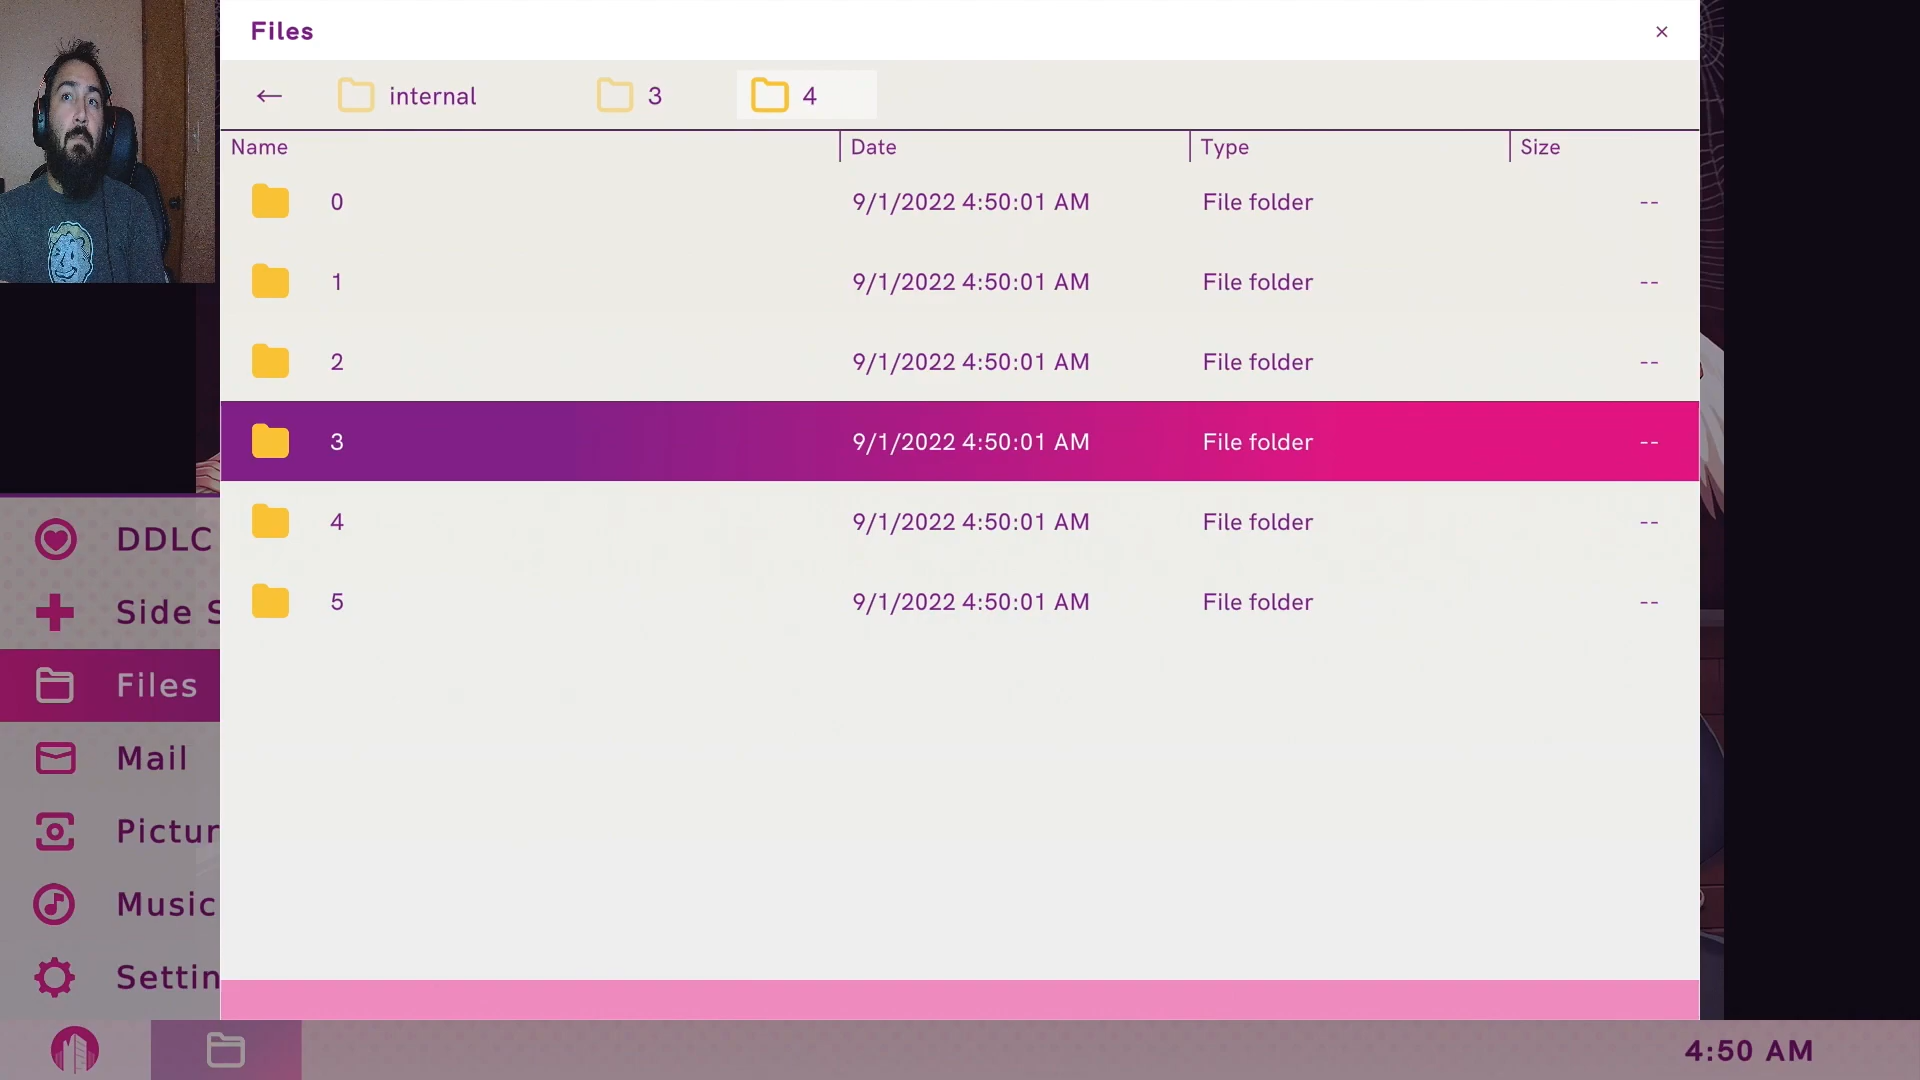 Files
×
← internal 3 4
Name Date Type Size
0 9/1/2022 4:50:01 AM File folder --
1 9/1/2022 4:50:01 AM File folder --
2 9/1/2022 4:50:01 AM File folder --
3 9/1/2022 4:50:01 AM File folder --
4 9/1/2022 4:50:01 AM File folder --
5 9/1/2022 4:50:01 AM File folder --
DDLC
Side S
Files
Mail
Pictur
Music
Settin
4:50 AM